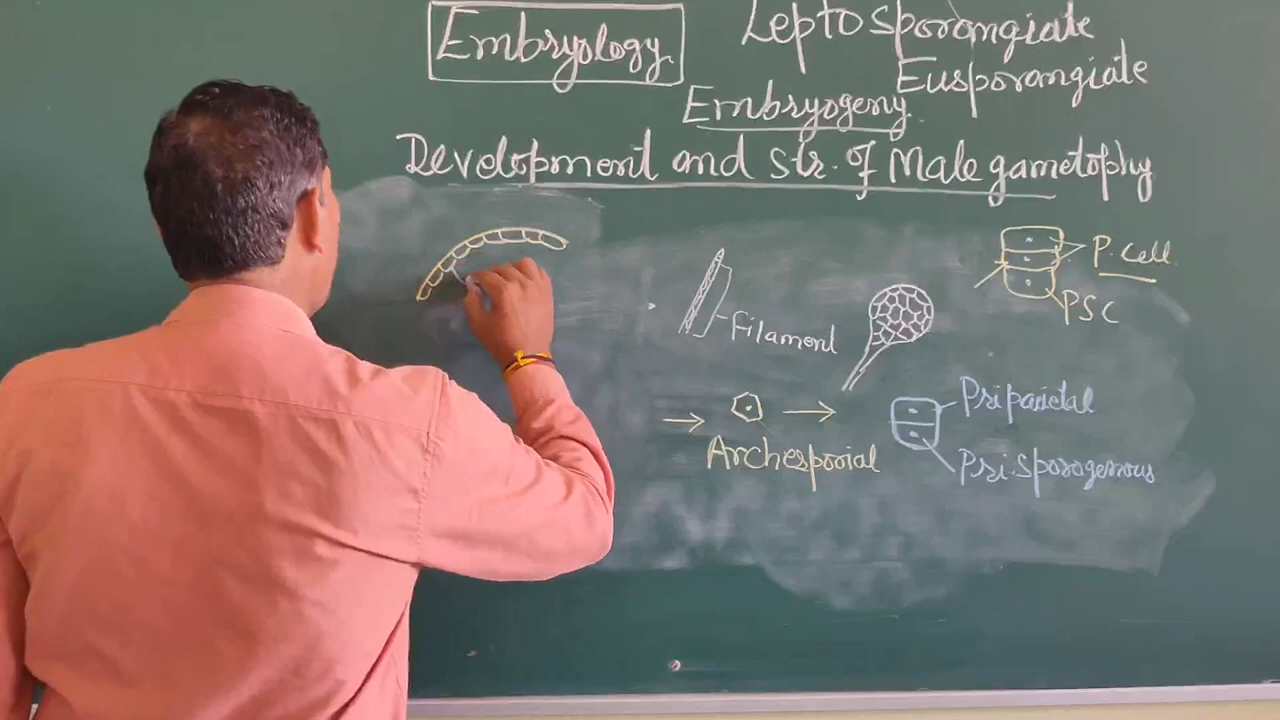 Embryology
Leptosporangiate
Eusporangiate
Embryogeny
Development and str. of Male gametophy
P. Cell
PSC
Filament
Archesporial
Pri parietal
Pri. sporogenous